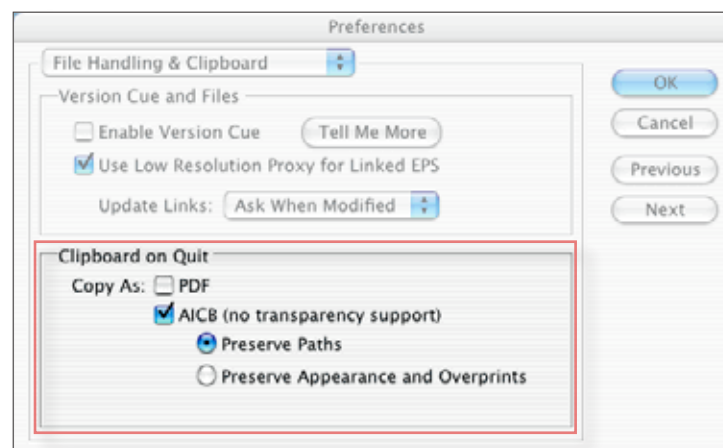 Preferences
File Handling & Clipboard
OK
Version Cue and Files
Enable Version Cue Tell Me More
Cancel
Use Low Resolution Proxy for Linked EPS
Previous
Update Links: Ask When Modified
Next
Clipboard on Quit
Copy As: PDF
AICB (no transparency support)
Preserve Paths
Preserve Appearance and Overprints